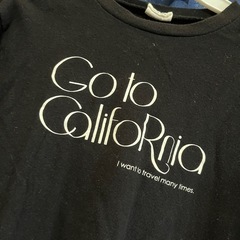 Go to
CalifoRnia
I want to travel many times.